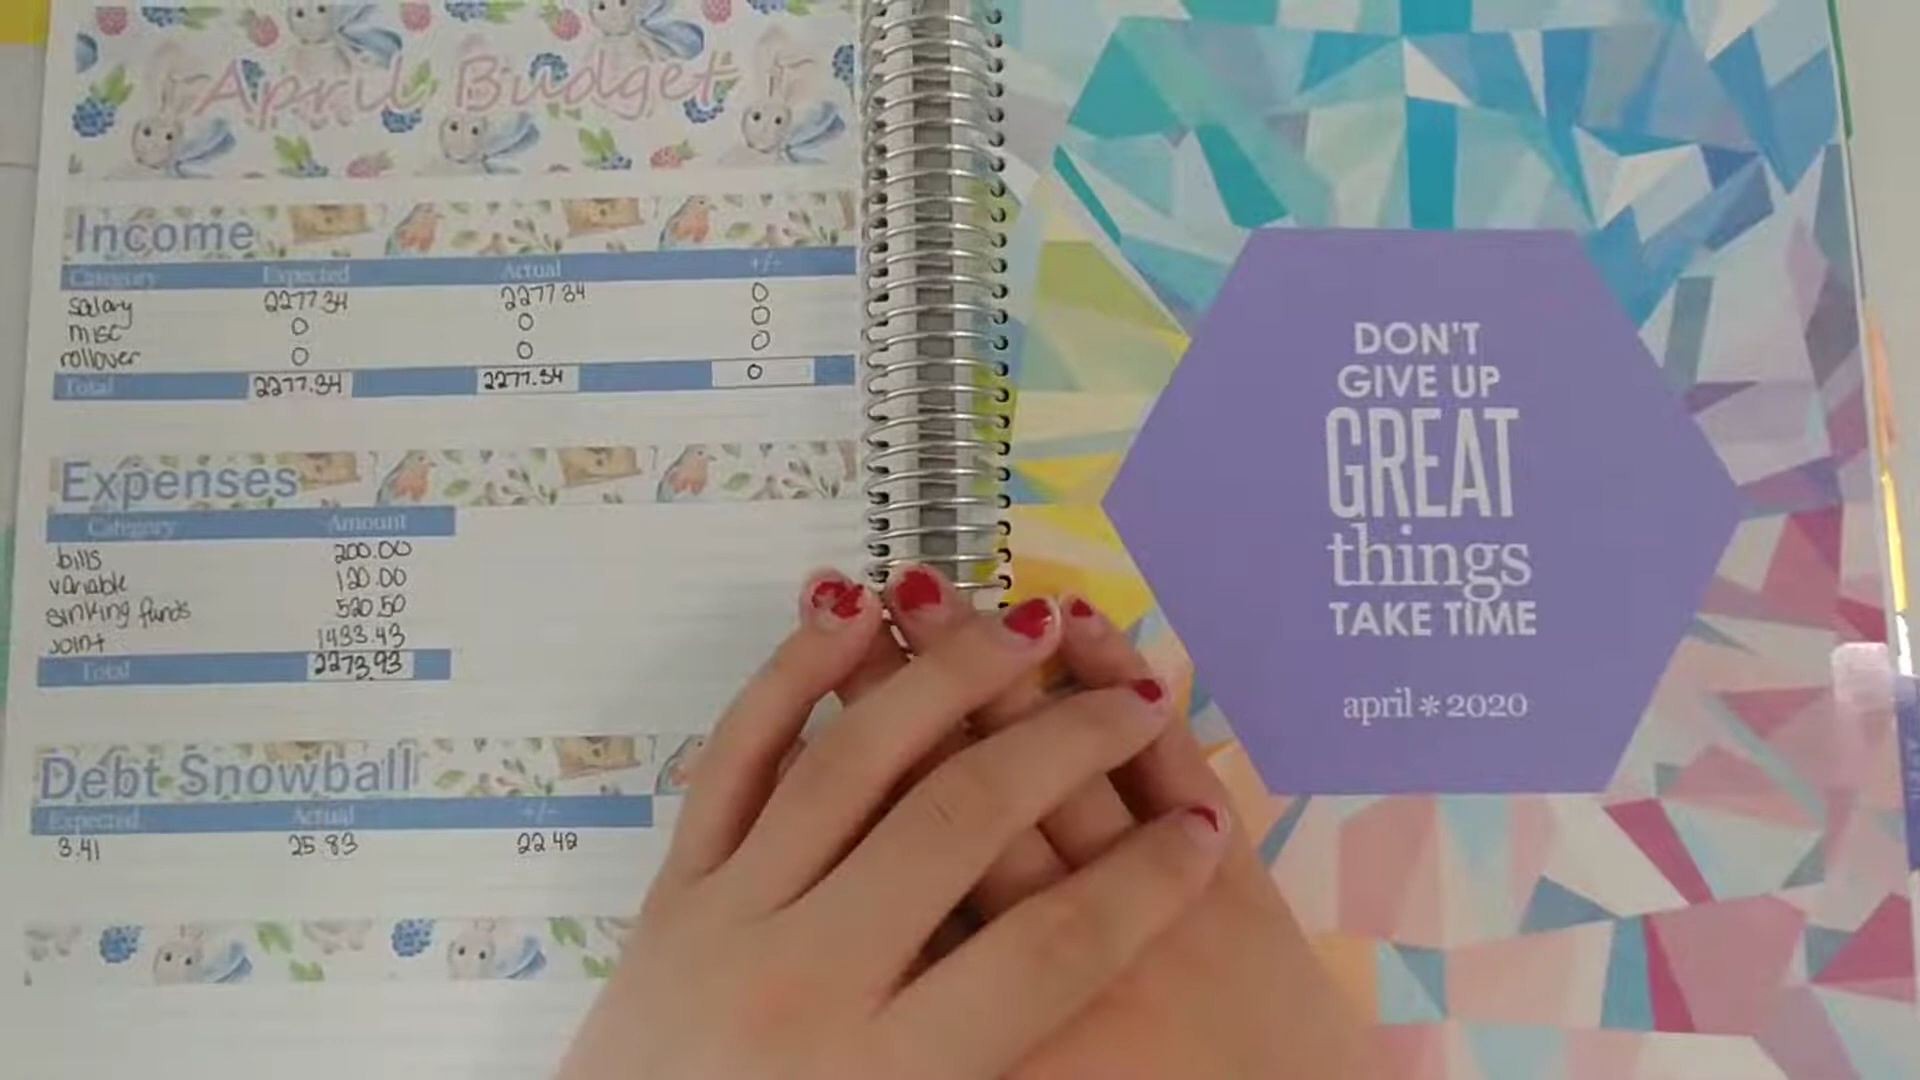 April Budget
Income
Category Expected Actual +/-
salary 2277 34 2277 34 0
misc 0 0 0
rollover 0 0 0
Total 2277.34 2277.34 0
Expenses
Category Amount
bills 200.00
variable 120.00
sinking funds 520.50
joint 1433.43
Total 2273.93
Debt Snowball
Expected Actual +/-
3.41 25.83 22.42
DON'T
GIVE UP
GREAT
things
TAKE TIME
april * 2020